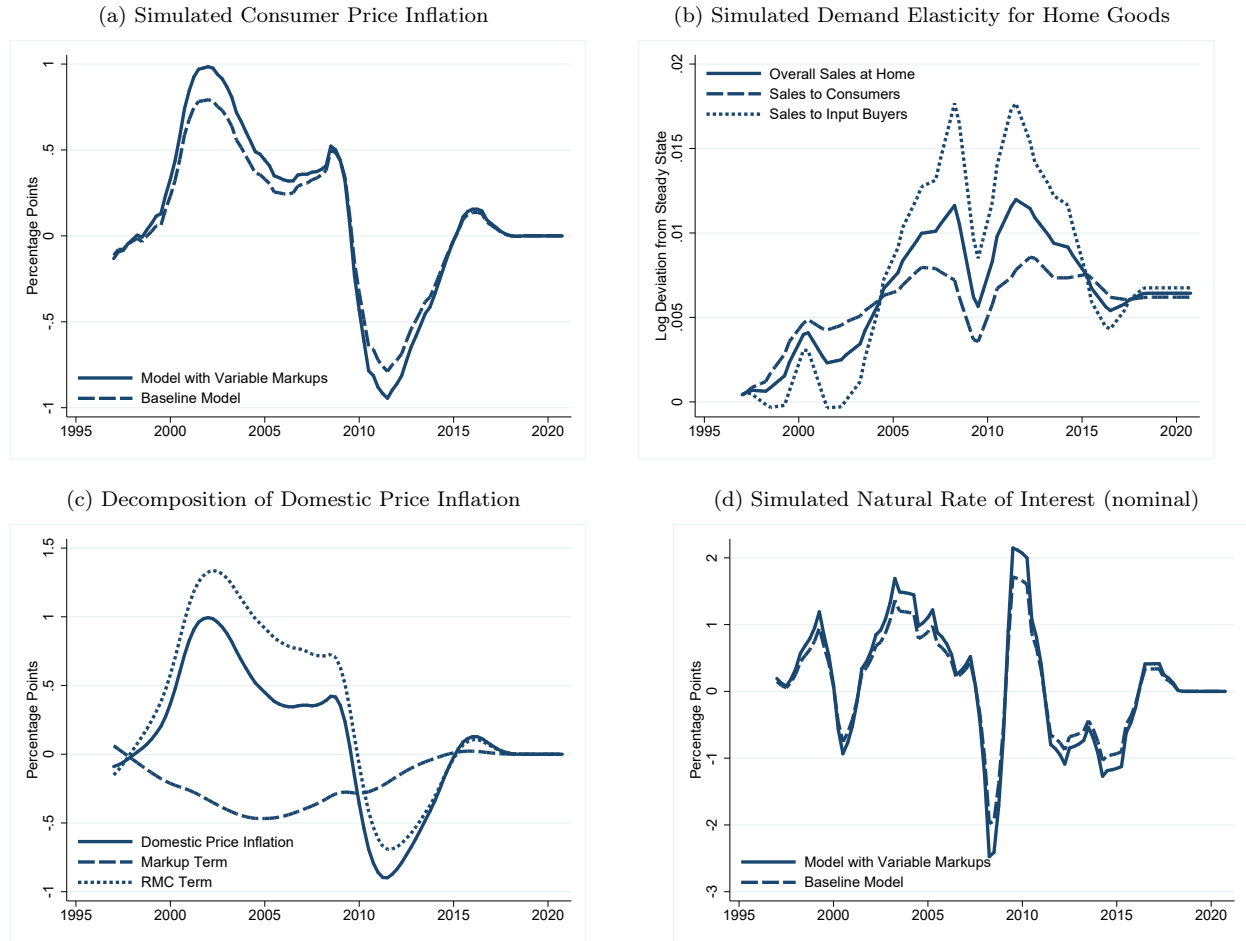 (a) Simulated Consumer Price Inflation
Percentage Points
1
.5
0
-.5
-1
Model with Variable Markups
Baseline Model
1995 2000 2005 2010 2015 2020
(b) Simulated Demand Elasticity for Home Goods
Log Deviation from Steady State
.02
.015
.01
.005
0
Overall Sales at Home
Sales to Consumers
Sales to Input Buyers
1995 2000 2005 2010 2015 2020
(c) Decomposition of Domestic Price Inflation
Percentage Points
1.5
1
.5
0
-.5
-1
Domestic Price Inflation
Markup Term
RMC Term
1995 2000 2005 2010 2015 2020
(d) Simulated Natural Rate of Interest (nominal)
Percentage Points
2
1
0
-1
-2
-3
Model with Variable Markups
Baseline Model
1995 2000 2005 2010 2015 2020